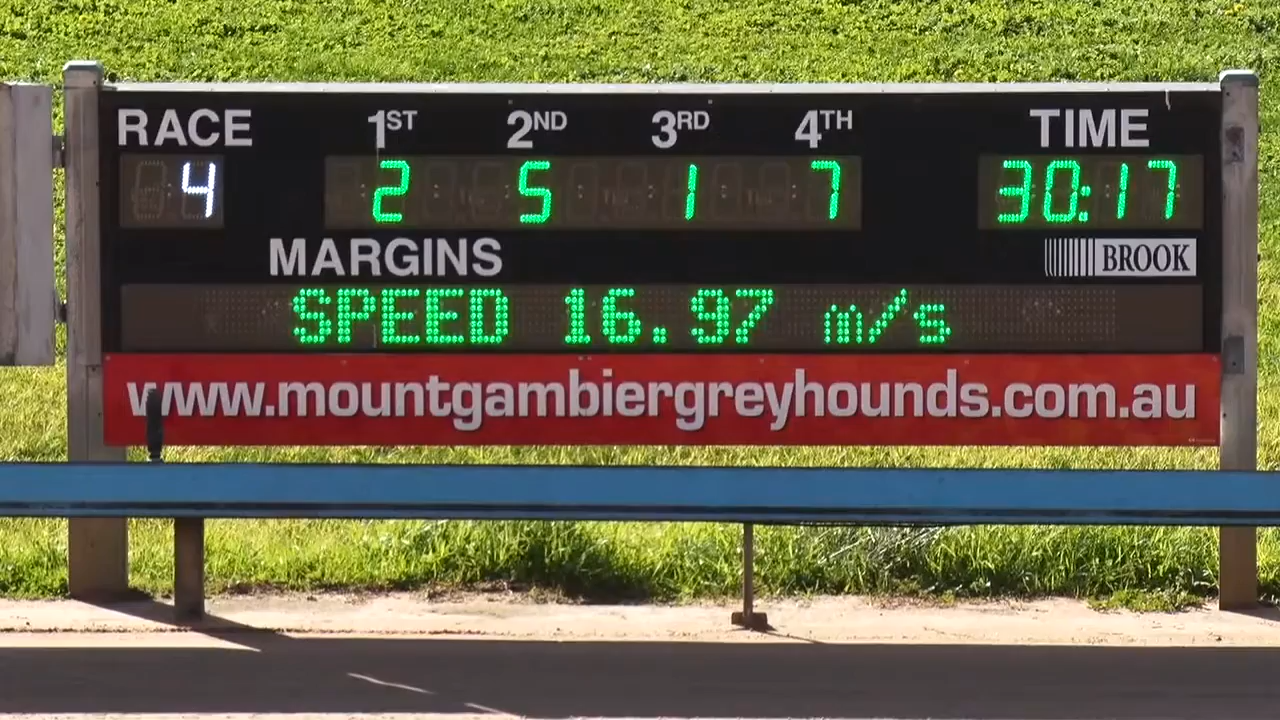 RACE 1ST 2ND 3RD 4TH TIME
4 2 5 1 7 30:17
MARGINS BROOK
SPEED 16.97 m/s
www.mountgambiergreyhounds.com.au